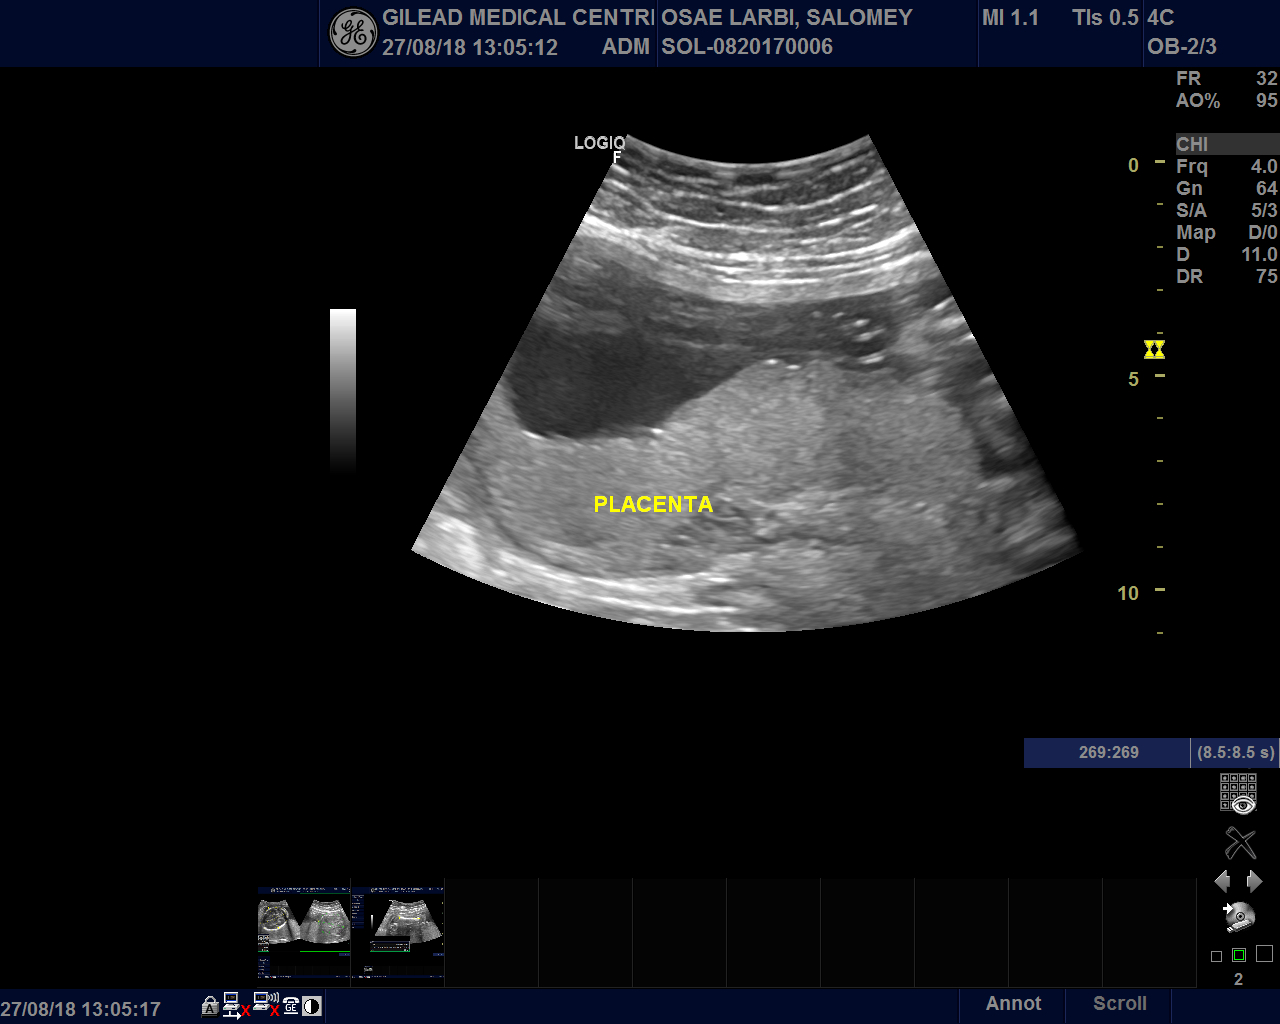 GILEAD MEDICAL CENTR
OSAE LARBI, SALOMEY
MI 1.1 TIs 0.5 4C
27/08/18 13:05:12 ADM
SOL-0820170006
OB-2/3
FR 32
AO% 95
CHI
Frq 4.0
Gn 64
S/A 5/3
Map D/0
D 11.0
DR 75
LOGIQ
F
0
5
10
PLACENTA
269:269 (8.5:8.5 s)
2
27/08/18 13:05:17
Annot Scroll